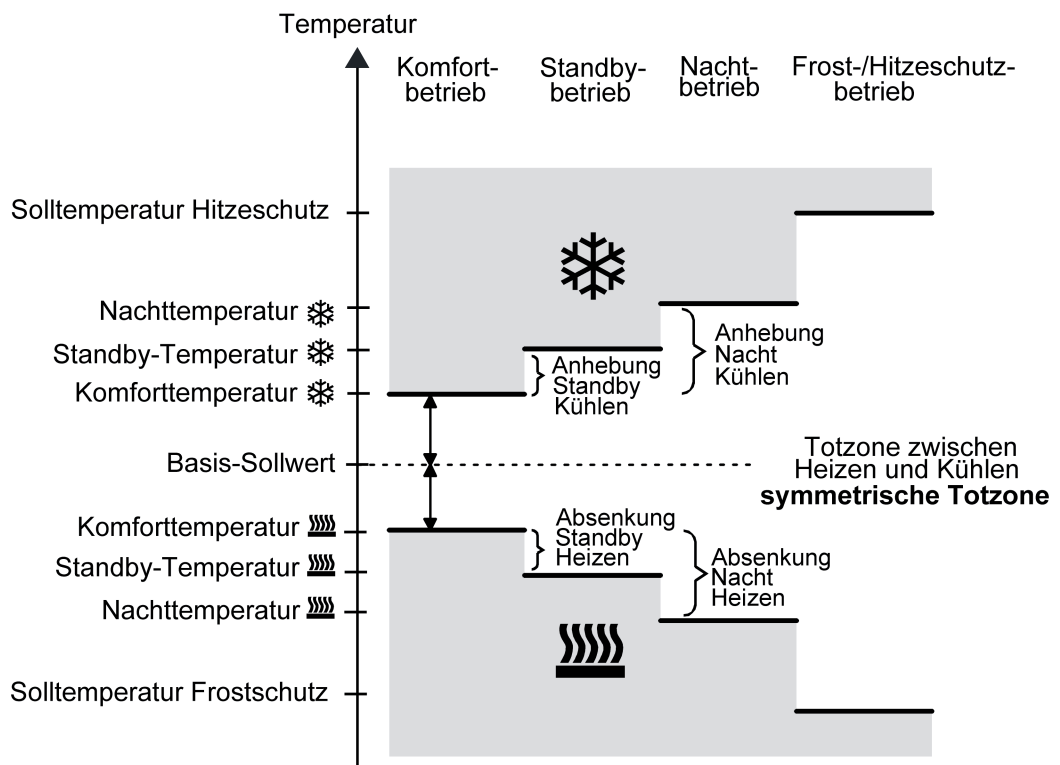 Temperatur
Komfort-
betrieb
Standby-
betrieb
Nacht-
betrieb
Frost-/Hitzeschutz-
betrieb
Solltemperatur Hitzeschutz
Nachttemperatur
Standby-Temperatur
Komforttemperatur
Anhebung
Standby
Kühlen
Anhebung
Nacht
Kühlen
Basis-Sollwert
Totzone zwischen
Heizen und Kühlen
symmetrische Totzone
Komforttemperatur
Standby-Temperatur
Nachttemperatur
Absenkung
Standby
Heizen
Absenkung
Nacht
Heizen
Solltemperatur Frostschutz